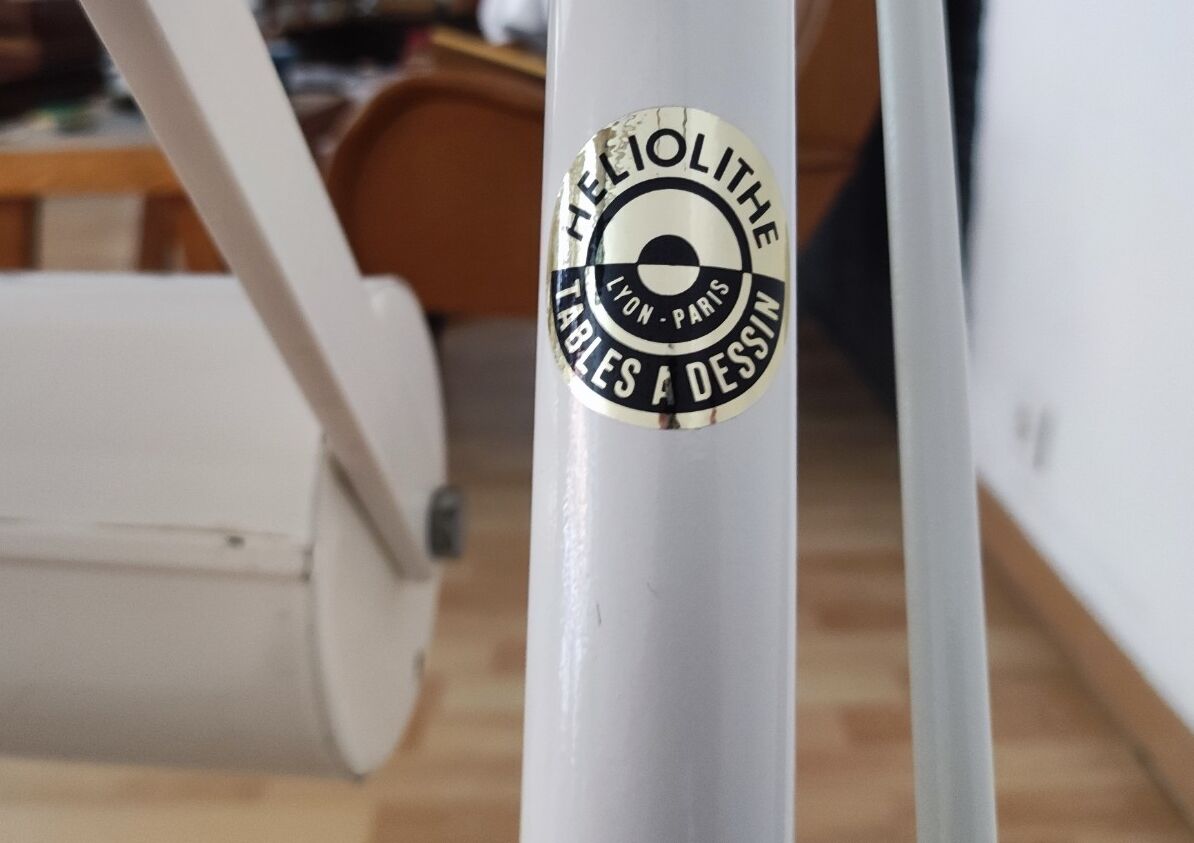 HELIOLITHE
LYON - PARIS
TABLES A DESSIN